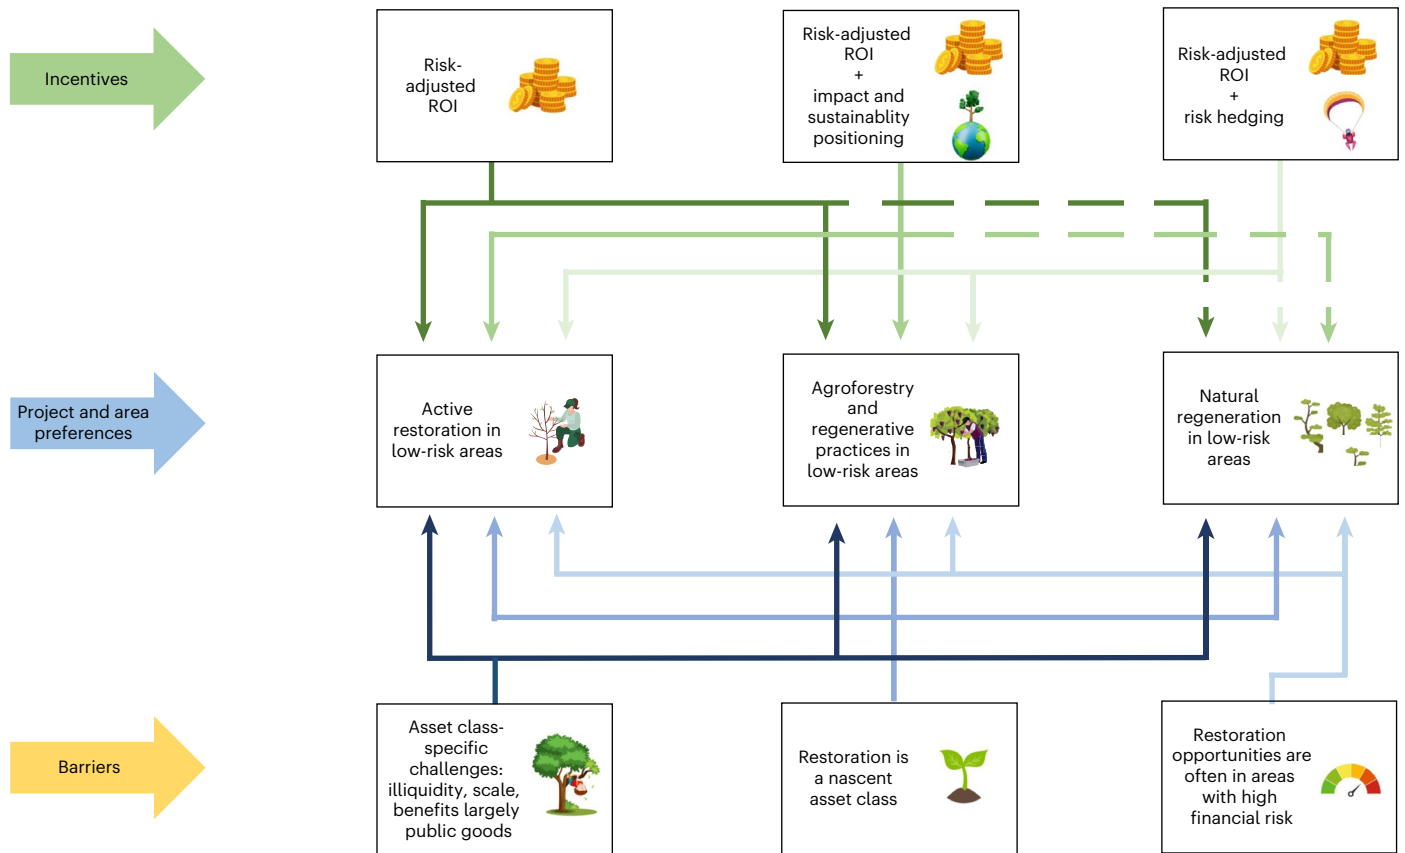 Incentives
Risk-
adjusted
ROI
Risk-adjusted
ROI
+
impact and
sustainablity
positioning
Risk-adjusted
ROI
+
risk hedging
Project and area
preferences
Active
restoration in
low-risk areas
Agroforestry
and
regenerative
practices in
low-risk areas
Natural
regeneration
in low-risk
areas
Barriers
Asset class-
specific
challenges:
illiquidity, scale,
benefits largely
public goods
Restoration is
a nascent
asset class
Restoration
opportunities are
often in areas
with high
financial risk